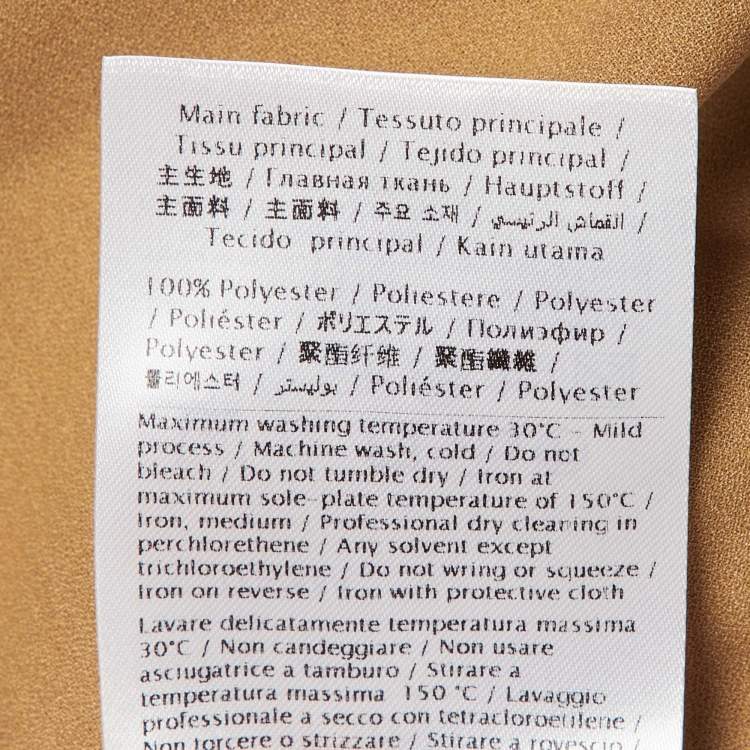 Main fabric / Tessuto principale /
Tissu principal / Tejido principal /
主生地 / Главная ткань / Hauptstoff /
主面料 / 主面料 / 주요 소재 / القماش الرئيسي /
Tecido principal / Kain utama
100% Polyester / Poliestere / Polyester
/ Poliéster / ポリエステル / Полиэфир /
Polyester / 聚酯纤维 / 聚酯纖維 /
폴리에스터 / بوليستر / Poliéster / Polyester
Maximum washing temperature 30°C - Mild
process / Machine wash, cold / Do not
bleach / Do not tumble dry / Iron at
maximum sole-plate temperature of 150°C /
Iron, medium / Professional dry cleaning in
perchlorethene / Any solvent except
trichloroethylene / Do not wring or squeeze /
Iron on reverse / Iron with protective cloth
Lavare delicatamente temperatura massima
30°C / Non candeggiare / Non usare
asciugatrice a tamburo / Stirare a
temperatura massima 150 °C / Lavaggio
professionale a secco con tetracloroetilene /
Non torcere o strizzare / Stirare a rovescio /